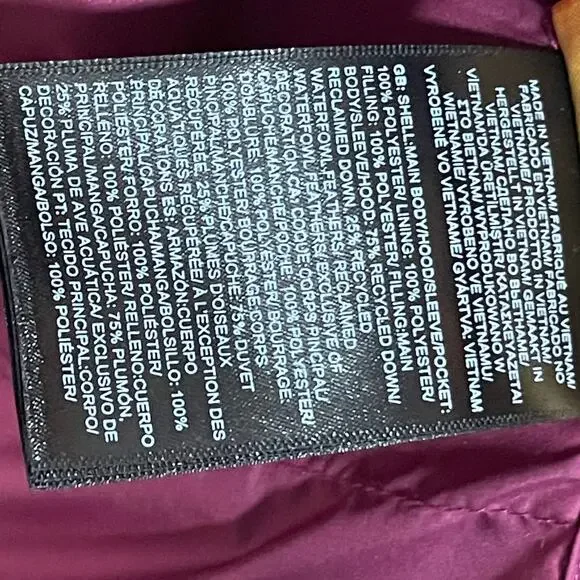 MADE IN VIETNAM/ FABRIQUÉ AU VIETNAM
FABRICADO EN VIETNAM/ FABRICADO NO
VIETNAME/ PRODOTTO IN VIETNAM/
HERGESTELLT IN VIETNAM/ GEMAAKT IN
VIETNAM/
VIETNAM'DA ÜRETİLMİŞTİR/
VIETNAMIE/ VYROBENO VE VIETNAMU/
VYROBENÉ VO VIETNAME/ GYÁRTVA: VIETNAM
GB: SHELL:MAIN BODY/HOOD/SLEEVE/POCKET:
100% POLYESTER/ LINING: 100% POLYESTER/
FILLING: 100% POLYESTER/ FILLING:MAIN
BODY/SLEEVE/HOOD: 75% RECYCLED DOWN/
RECLAIMED DOWN, 25% RECYCLED
WATERFOWL FEATHERS/ RECLAIMED
WATERFOWL FEATHERS/ EXCLUSIVE OF
DECORATION CA: COQUE :CORPS PRINCIPAL/
CAPUCHE/MANCHE/POCHE: 100% POLYESTER/
DOUBLURE: 100% POLYESTER/ BOURRAGE:
100% POLYESTER/ BOURRAGE:CORPS
PRINCIPAL/MANCHE/CAPUCHE: 75% DUVET
RÉCUPÉRÉE, 25% PLUMES D'OISEAUX
AQUATIQUES RÉCUPÉRÉE/ À L'EXCEPTION DES
DÉCORATIONS ES: ARMAZÓN:CUERPO
PRINCIPAL/CAPUCHA/MANGA/BOLSILLO: 100%
POLIÉSTER/ FORRO: 100% POLIÉSTER/
RELLENO: 100% POLIÉSTER/ RELLENO:CUERPO
PRINCIPAL/MANGA/CAPUCHA: 75% PLUMÓN,
25% PLUMA DE AVE ACUÁTICA/ EXCLUSIVO DE
DECORACIÓN PT: TECIDO PRINCIPAL:CORPO/
CAPUZ/MANGA/BOLSO: 100% POLIÉSTER/